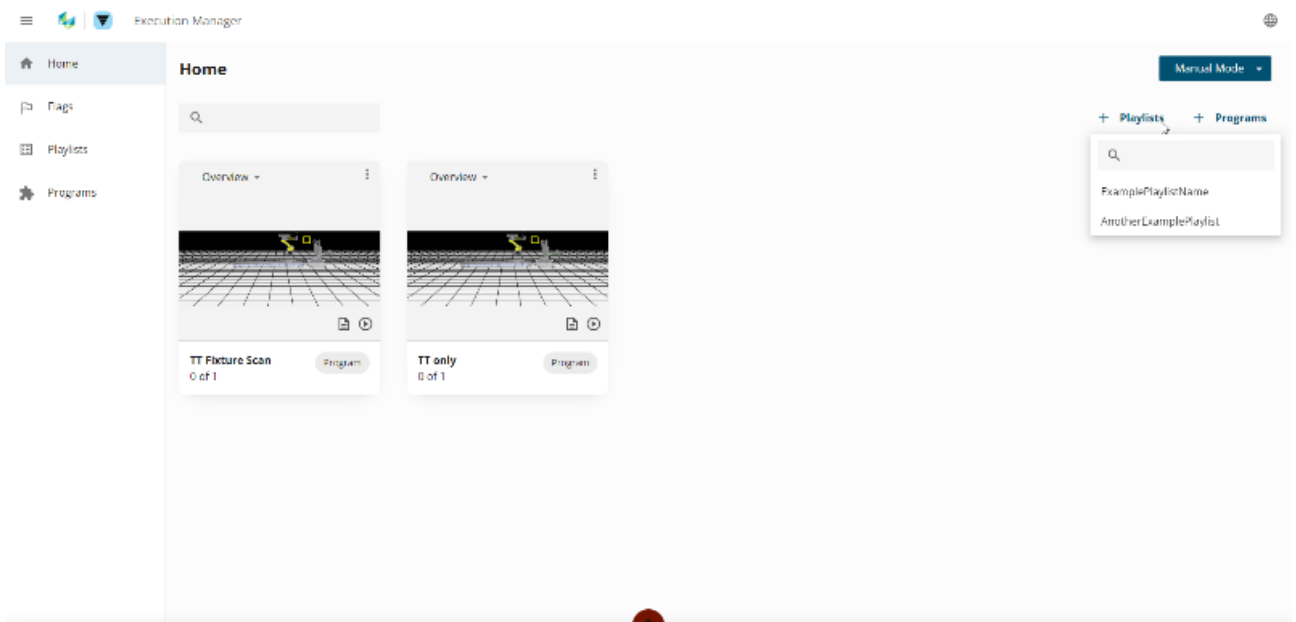 Execution Manager
Home
Flags
Playlists
Programs
Home
Manual Mode
+ Playlists + Programs
ExamplePlaylistName
AnotherExamplePlaylist
Overview
TT Fixture Scan
0 of 1
Program
Overview
TT only
0 of 1
Program